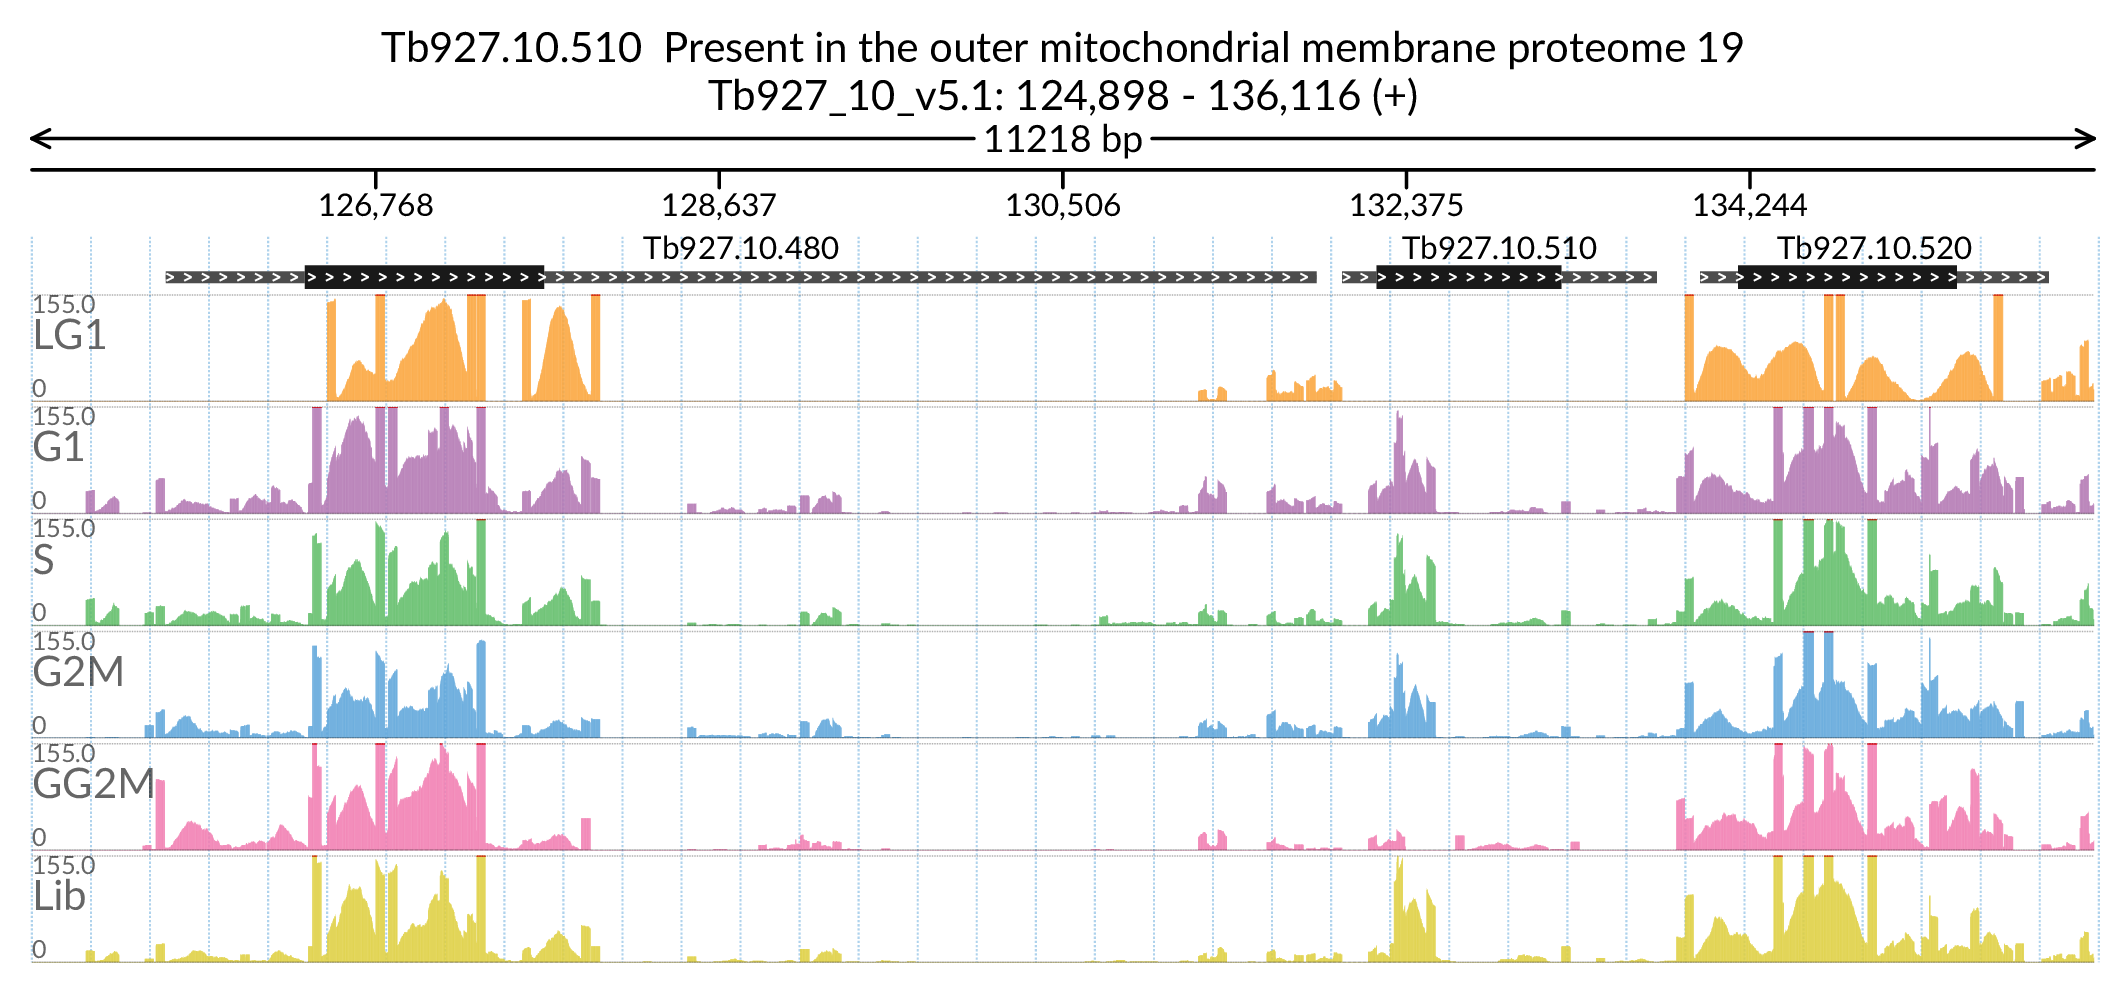 Tb927.10.510  Present in the outer mitochondrial membrane proteome 19
Tb927_10_v5.1: 124,898 - 136,116 (+)
11218 bp
126,768 128,637 130,506 132,375 134,244
Tb927.10.480 Tb927.10.510 Tb927.10.520
155.0
LG1
0
155.0
G1
0
155.0
S
0
155.0
G2M
0
155.0
GG2M
0
155.0
Lib
0